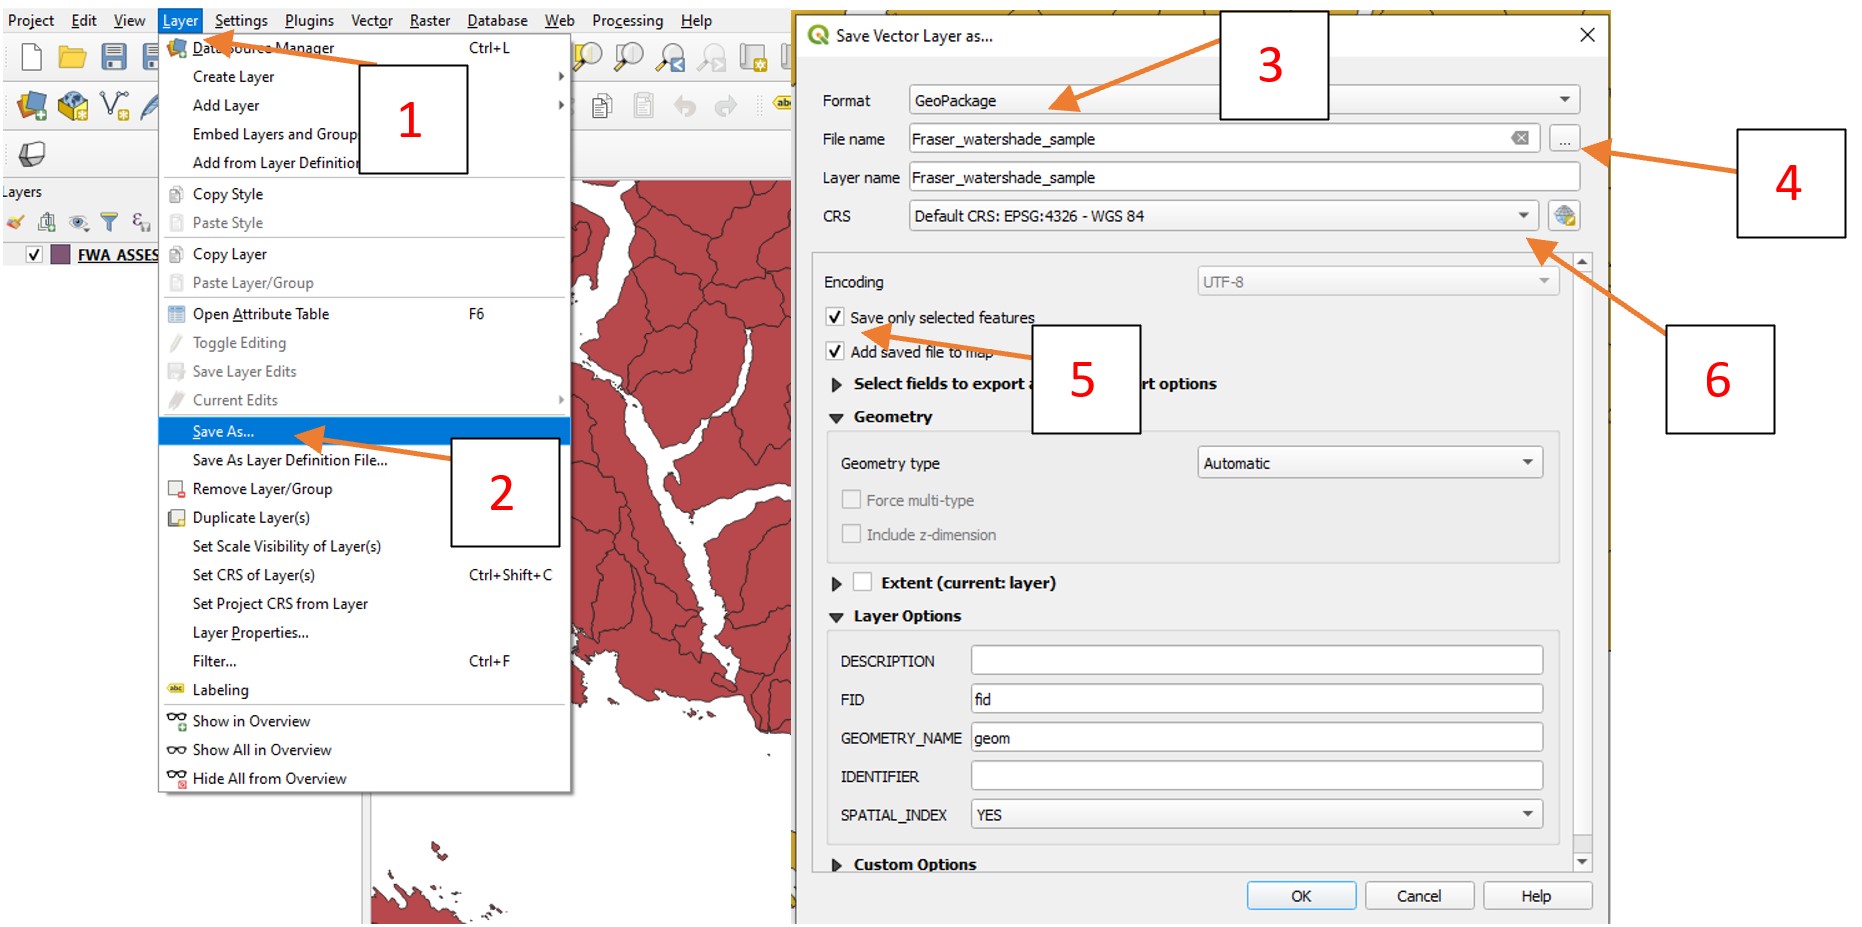 Project Edit View Layer Settings Plugins Vector Raster Database Web Processing Help
Data Source Manager Ctrl+L
Create Layer
Add Layer
Embed Layers and Group
Add from Layer Definition
Copy Style
Paste Style
Copy Layer
Paste Layer/Group
Open Attribute Table F6
Toggle Editing
Save Layer Edits
Current Edits
Save As...
Save As Layer Definition File...
Remove Layer/Group
Duplicate Layer(s)
Set Scale Visibility of Layer(s)
Set CRS of Layer(s) Ctrl+Shift+C
Set Project CRS from Layer
Layer Properties...
Filter... Ctrl+F
abc Labeling
Show in Overview
Show All in Overview
Hide All from Overview
Layers
FWA_ASSES
abc
1
2
Save Vector Layer as...
Format GeoPackage
File name Fraser_watershade_sample ...
Layer name Fraser_watershade_sample
CRS Default CRS: EPSG:4326 - WGS 84
Encoding UTF-8
Save only selected features
Add saved file to map
Select fields to export a rt options
Geometry
Geometry type Automatic
Force multi-type
Include z-dimension
Extent (current: layer)
Layer Options
DESCRIPTION
FID fid
GEOMETRY_NAME geom
IDENTIFIER
SPATIAL_INDEX YES
Custom Options
OK Cancel Help
3
4
5
6